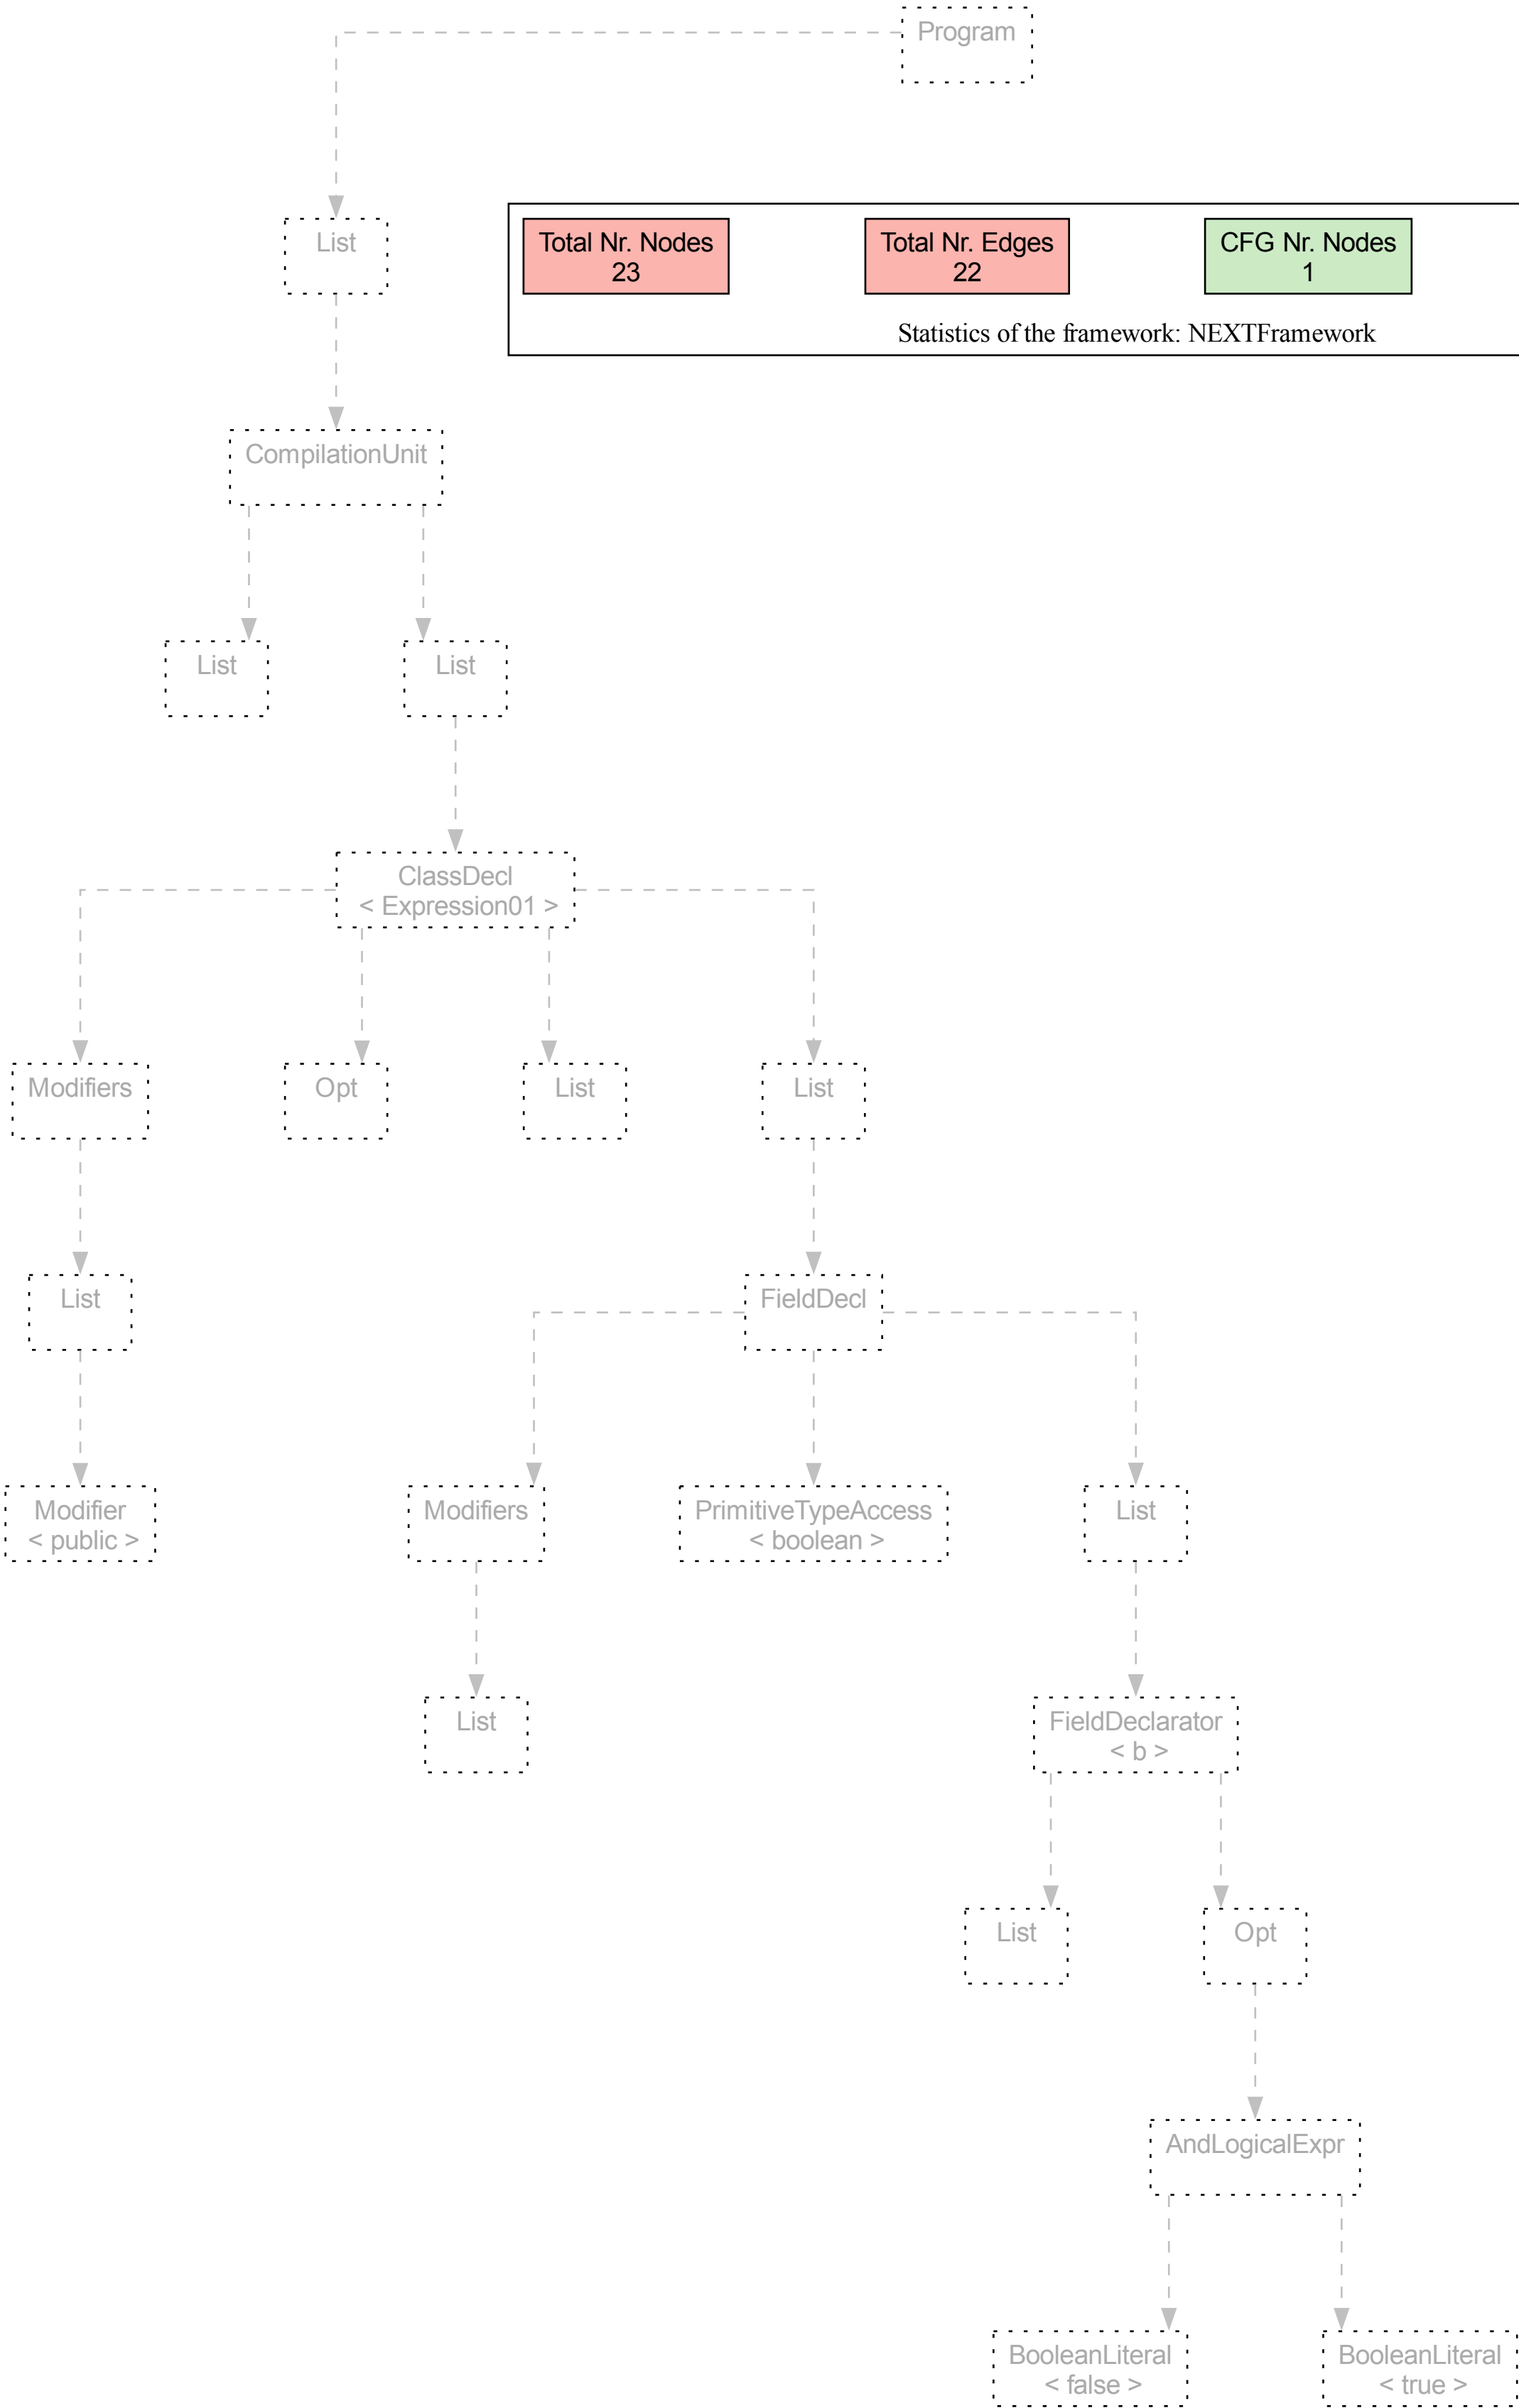 Program
List
Total Nr. Nodes
23
Total Nr. Edges
22
CFG Nr. Nodes
1
Statistics of the framework: NEXTFramework
CompilationUnit
List
List
ClassDecl
< Expression01 >
Modifiers
Opt
List
List
List
FieldDecl
Modifier
< public >
Modifiers
PrimitiveTypeAccess
< boolean >
List
List
FieldDeclarator
< b >
List
Opt
AndLogicalExpr
BooleanLiteral
< false >
BooleanLiteral
< true >